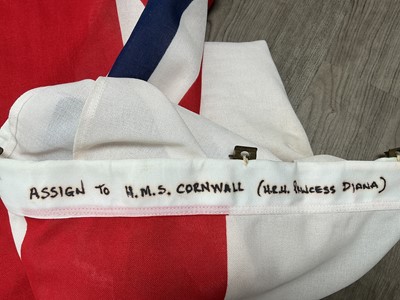 ASSIGN TO H.M.S. CORNWALL (H.R.H. PRINCESS DIANA)